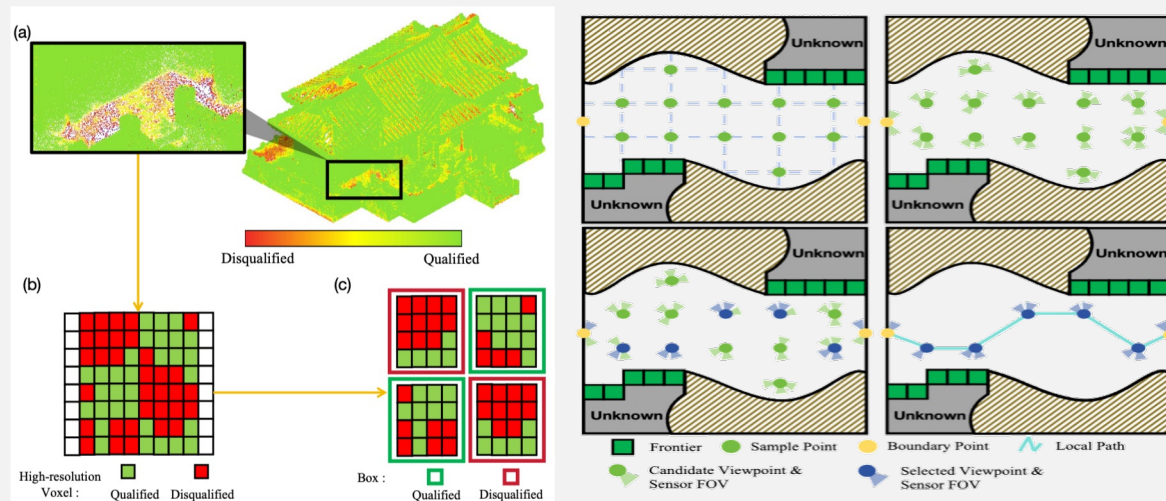 (a)
Disqualified
Qualified
(b)
(c)
High-resolution
Voxel :
Qualified
Disqualified
Box :
Qualified
Disqualified
Unknown
Unknown
Unknown
Unknown
Unknown
Unknown
Unknown
Unknown
Frontier
Sample Point
Boundary Point
Local Path
Candidate Viewpoint &
Sensor FOV
Selected Viewpoint &
Sensor FOV